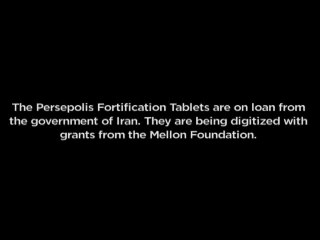 The Persepolis Fortification Tablets are on loan from
the government of Iran. They are being digitized with
grants from the Mellon Foundation.